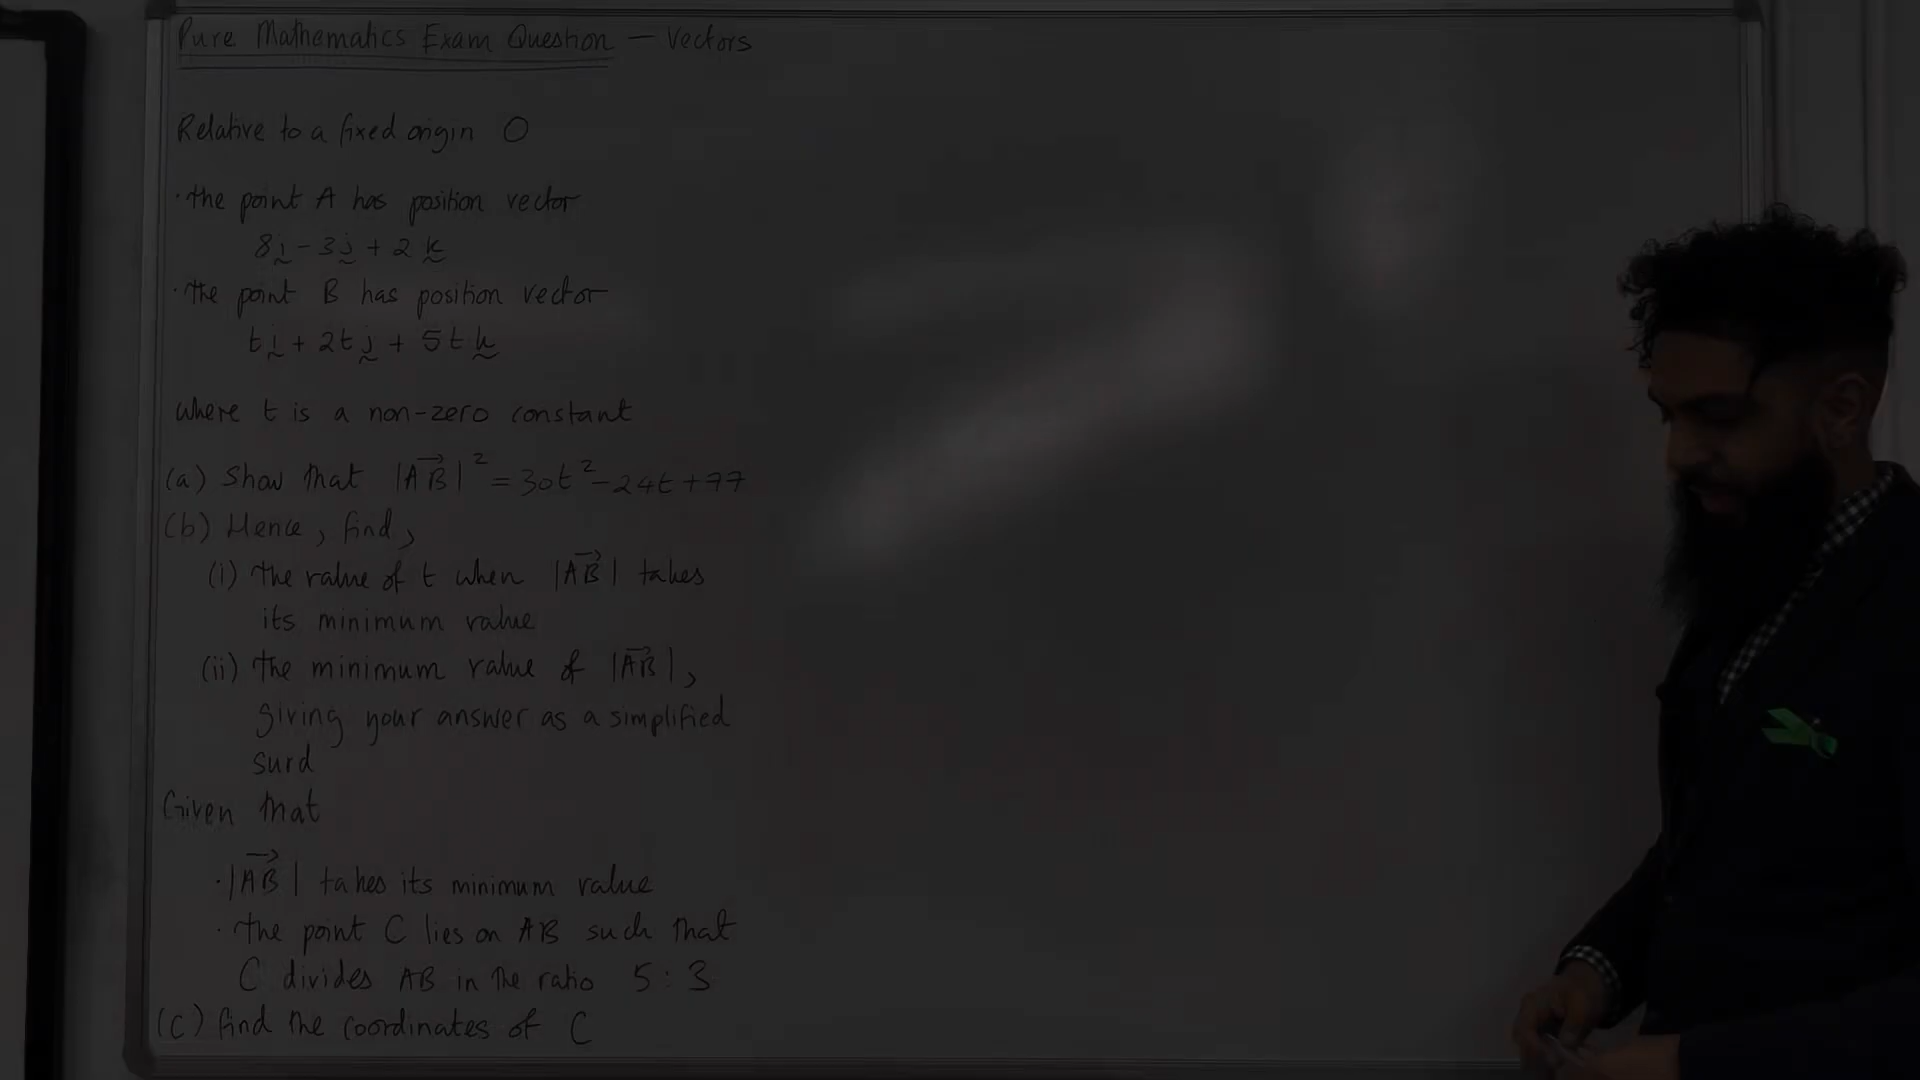 Pure Mathematics Exam Question — Vectors
Relative to a fixed origin O
· the point A has position vector
8i - 3j + 2k
· the point B has position vector
ti + 2tj + 5tk
where t is a non-zero constant
(a) Show that |AB|² = 30t² - 24t + 77
(b) Hence, find,
(i) the value of t when |AB| takes
its minimum value
(ii) the minimum value of |AB|,
giving your answer as a simplified
surd
Given that
· |AB| takes its minimum value
· the point C lies on AB such that
C divides AB in the ratio 5 : 3
(c) find the coordinates of C